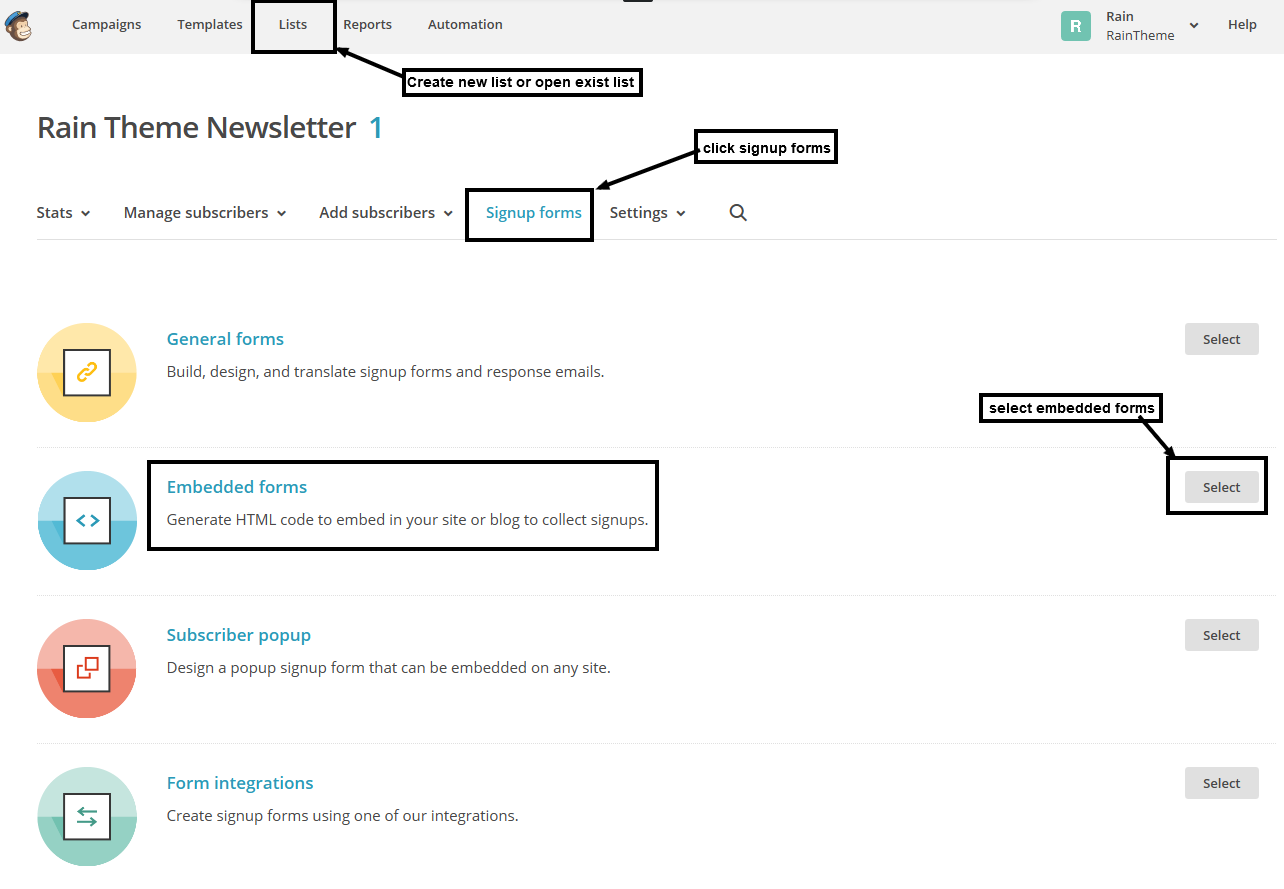 Campaigns Templates Lists Reports Automation R Rain RainTheme Help
Create new list or open exist list
Rain Theme Newsletter 1
click signup forms
Stats Manage subscribers Add subscribers Signup forms Settings
General forms Select
Build, design, and translate signup forms and response emails.
select embedded forms
Embedded forms Select
Generate HTML code to embed in your site or blog to collect signups.
Subscriber popup Select
Design a popup signup form that can be embedded on any site.
Form integrations Select
Create signup forms using one of our integrations.